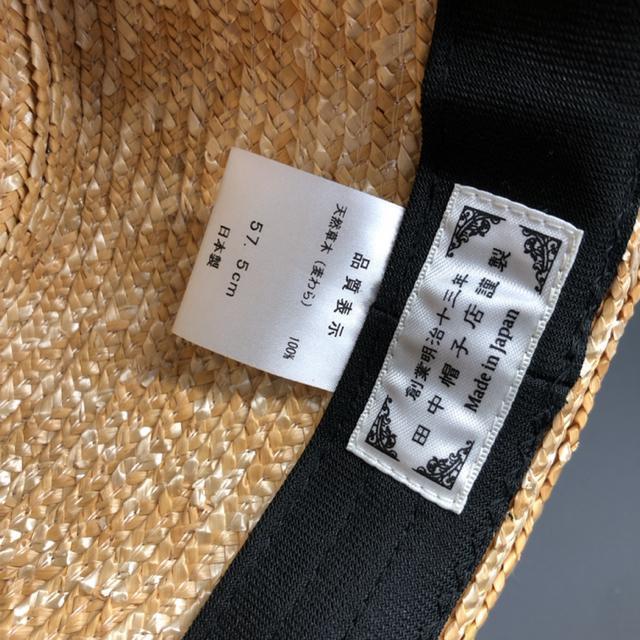 品質表示
天然草木（麦わら） 100%
57.5cm
日本製
創業明治十三年
田中帽子店謹製
Made in Japan